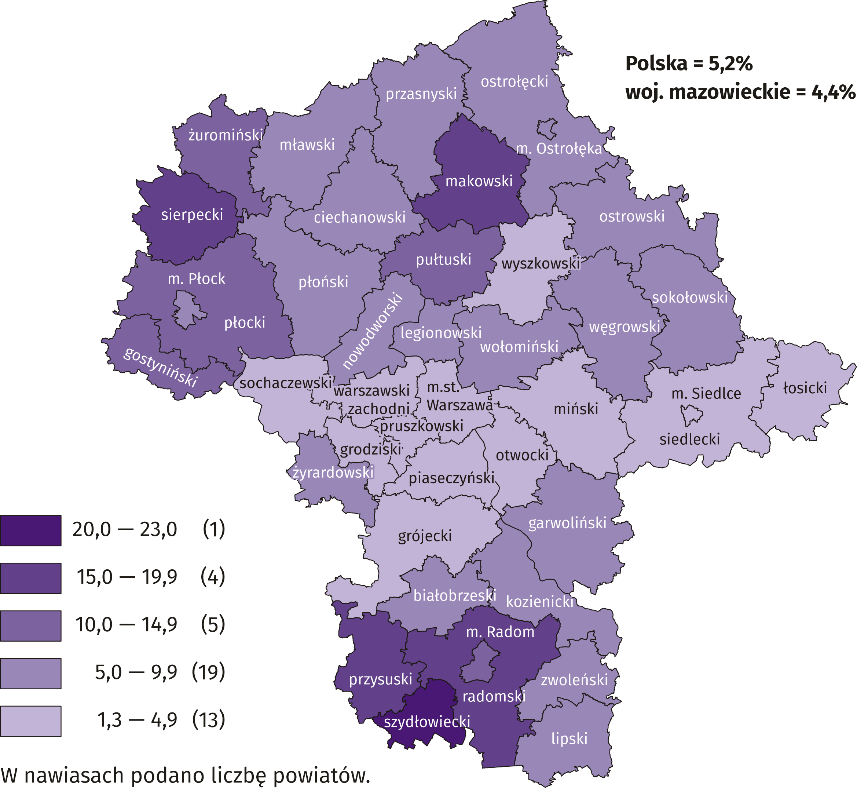 Polska = 5,2%
woj. mazowieckie = 4,4%
ostrołęcki
przasnyski
żuromiński
mławski
m. Ostrołęka
makowski
sierpecki
ciechanowski
ostrowski
pułtuski
wyszkowski
m. Płock
płoński
sokołowski
płocki
nowodworski
legionowski
węgrowski
wołomiński
gostyniński
sochaczewski
warszawski
zachodni
m.st.
Warszawa
miński
m. Siedlce
łosicki
pruszkowski
siedlecki
grodziski
otwocki
żyrardowski
piaseczyński
garwoliński
grójecki
białobrzeski
kozienicki
m. Radom
przysuski
zwoleński
radomski
szydłowiecki
lipski
20,0 — 23,0 (1)
15,0 — 19,9 (4)
10,0 — 14,9 (5)
5,0 — 9,9 (19)
1,3 — 4,9 (13)
W nawiasach podano liczbę powiatów.